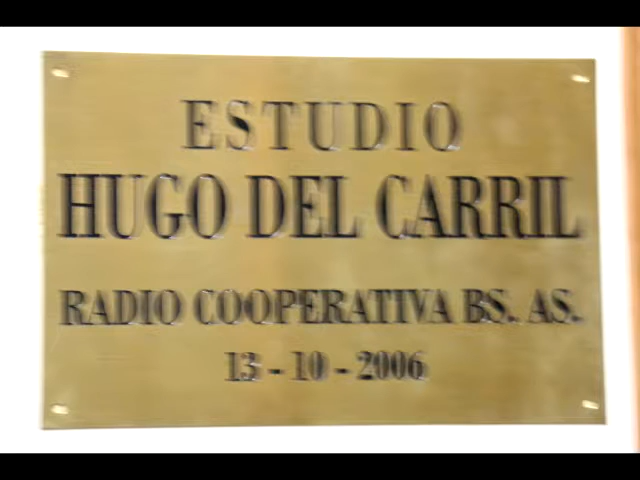 ESTUDIO
HUGO DEL CARRIL
RADIO COOPERATIVA BS. AS.
13 - 10 - 2006